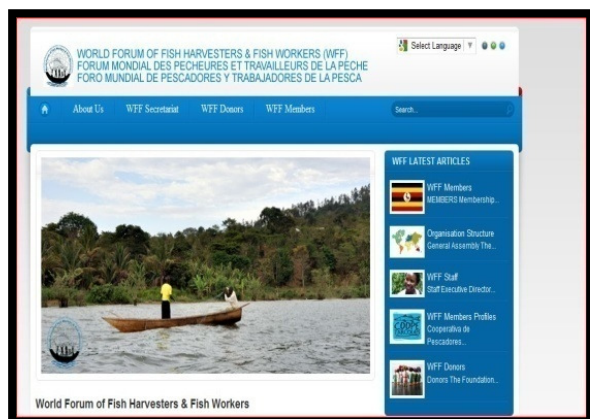 WORLD FORUM OF FISH HARVESTERS & FISH WORKERS (WFF)
FORUM MONDIAL DES PECHEURES ET TRAVAILLEURS DE LA PECHE
FORO MUNDIAL DE PESCADORES Y TRABAJADORES DE LA PESCA
Select Language
About Us
WFF Secretariat
WFF Donors
WFF Members
Search...
WFF LATEST ARTICLES
WFF Members
MEMBERS Membership...
Organisation Structure
General Assembly The...
WFF Staff
Staff Executive Director...
WFF Members Profiles
Cooperativa de
Pescadores...
WFF Donors
Donors The Foundation...
World Forum of Fish Harvesters & Fish Workers